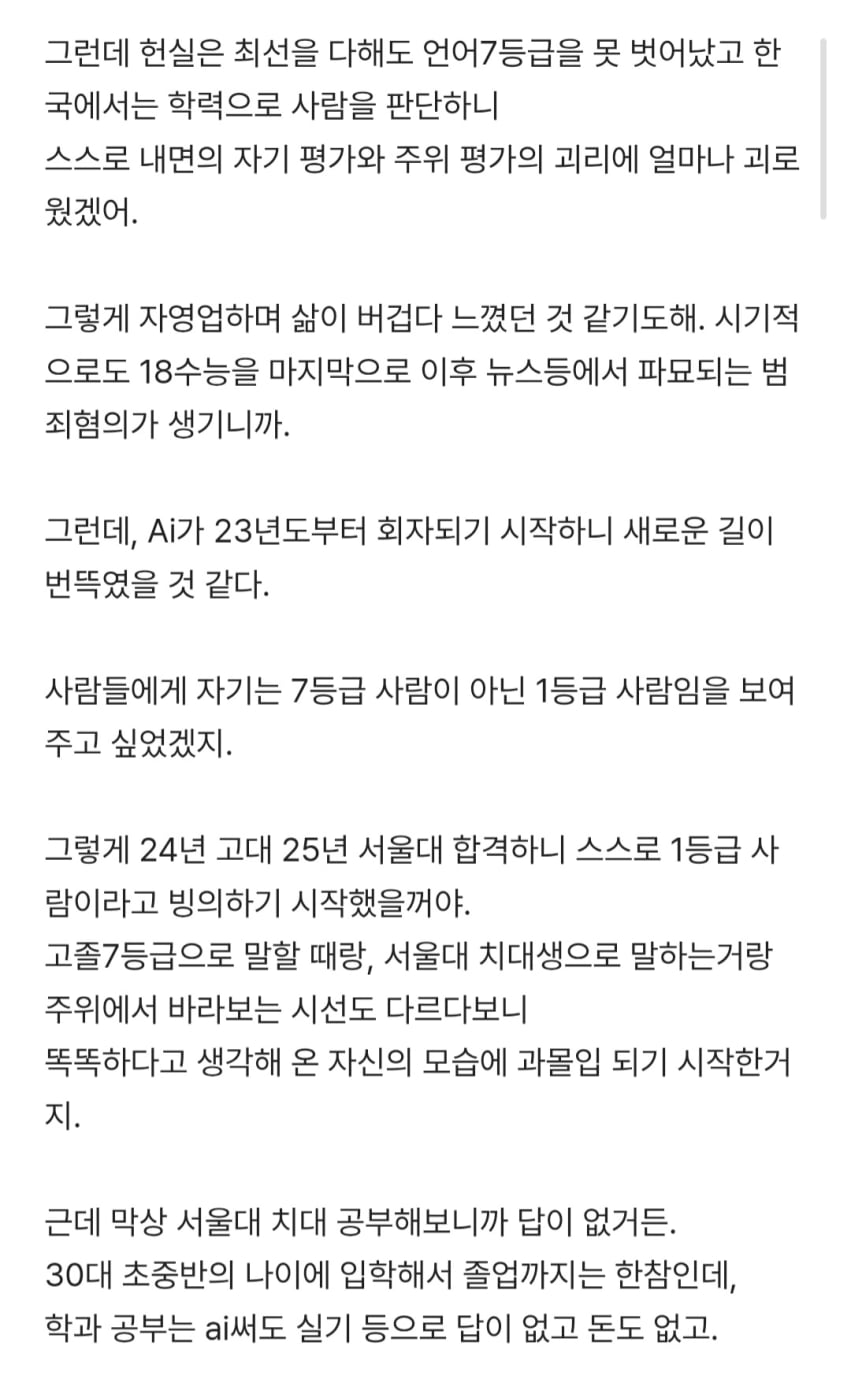 그런데 헌실은 최선을 다해도 언어7등급을 못 벗어났고 한
국에서는 학력으로 사람을 판단하니
스스로 내면의 자기 평가와 주위 평가의 괴리에 얼마나 괴로
웠겠어.
그렇게 자영업하며 삶이 버겁다 느꼈던 것 같기도해. 시기적
으로도 18수능을 마지막으로 이후 뉴스등에서 파묘되는 범
죄혐의가 생기니까.
그런데, Ai가 23년도부터 회자되기 시작하니 새로운 길이
번뜩였을 것 같다.
사람들에게 자기는 7등급 사람이 아닌 1등급 사람임을 보여
주고 싶었겠지.
그렇게 24년 고대 25년 서울대 합격하니 스스로 1등급 사
람이라고 빙의하기 시작했을꺼야.
고졸7등급으로 말할 때랑, 서울대 치대생으로 말하는거랑
주위에서 바라보는 시선도 다르다보니
똑똑하다고 생각해 온 자신의 모습에 과몰입 되기 시작한거
지.
근데 막상 서울대 치대 공부해보니까 답이 없거든.
30대 초중반의 나이에 입학해서 졸업까지는 한참인데,
학과 공부는 ai써도 실기 등으로 답이 없고 돈도 없고.